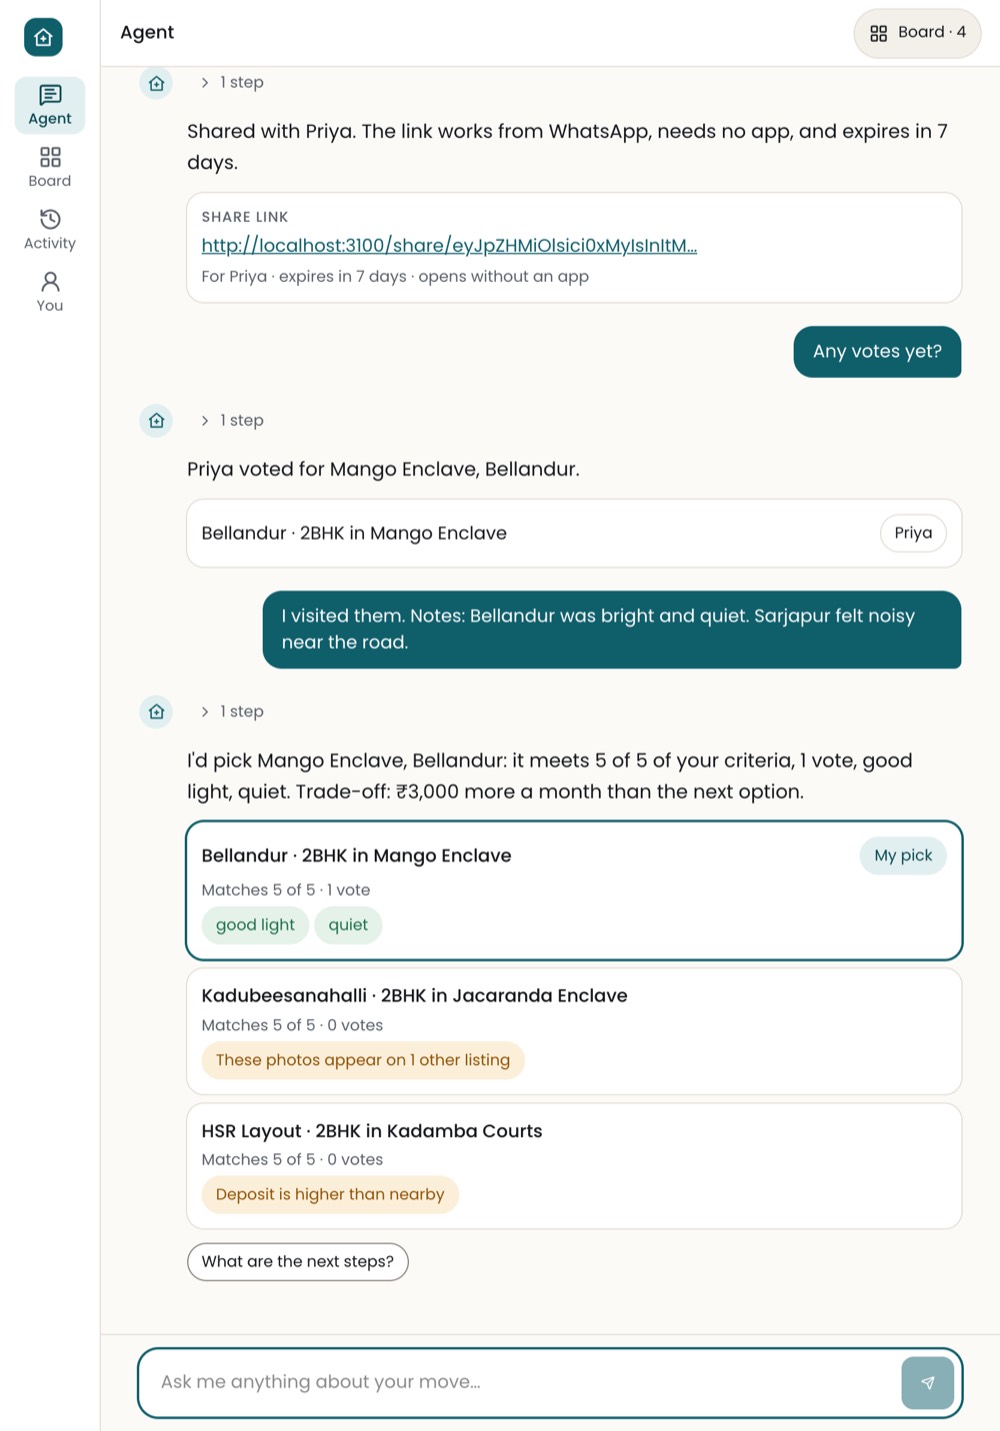 Agent
Board · 4
Agent
Board
Activity
You
1 step
Shared with Priya. The link works from WhatsApp, needs no app, and expires in 7
days.
SHARE LINK
http://localhost:3100/share/eyJpZHMiOlsici0xMyIsInItM...
For Priya · expires in 7 days · opens without an app
Any votes yet?
1 step
Priya voted for Mango Enclave, Bellandur.
Bellandur · 2BHK in Mango Enclave
Priya
I visited them. Notes: Bellandur was bright and quiet. Sarjapur felt noisy
near the road.
1 step
I'd pick Mango Enclave, Bellandur: it meets 5 of 5 of your criteria, 1 vote, good
light, quiet. Trade-off: ₹3,000 more a month than the next option.
Bellandur · 2BHK in Mango Enclave
My pick
Matches 5 of 5 · 1 vote
good light
quiet
Kadubeesanahalli · 2BHK in Jacaranda Enclave
Matches 5 of 5 · 0 votes
These photos appear on 1 other listing
HSR Layout · 2BHK in Kadamba Courts
Matches 5 of 5 · 0 votes
Deposit is higher than nearby
What are the next steps?
Ask me anything about your move...